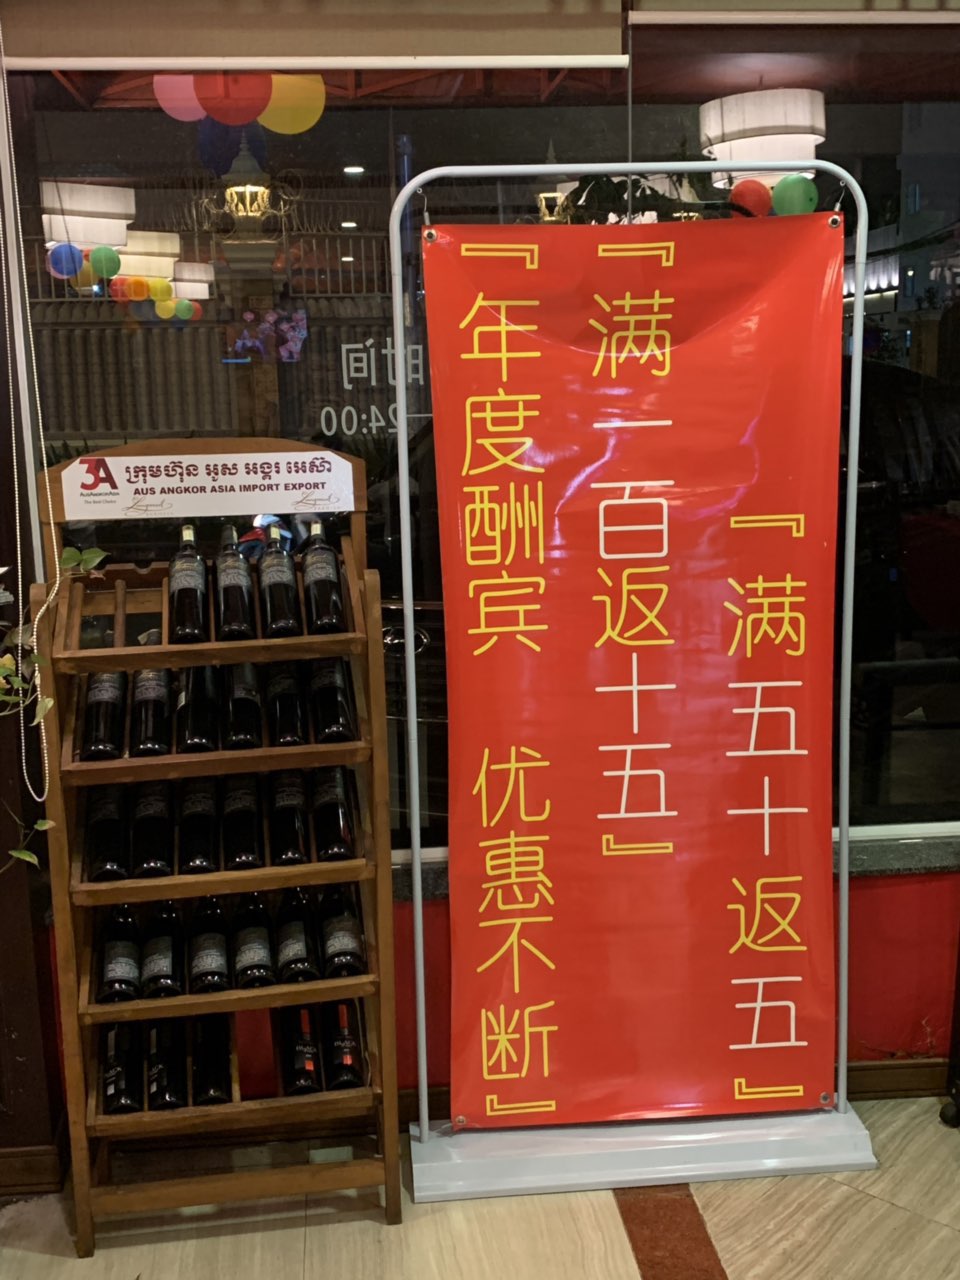 3A
AUSANGKORASIA
The Best Choice
ក្រុមហ៊ុន អូស អង្គរ អេស៊ា
AUS ANGKOR ASIA IMPORT EXPORT
时间
24:00
『年度酬宾 优惠不断』
『满一百返十五』
『满五十返五』